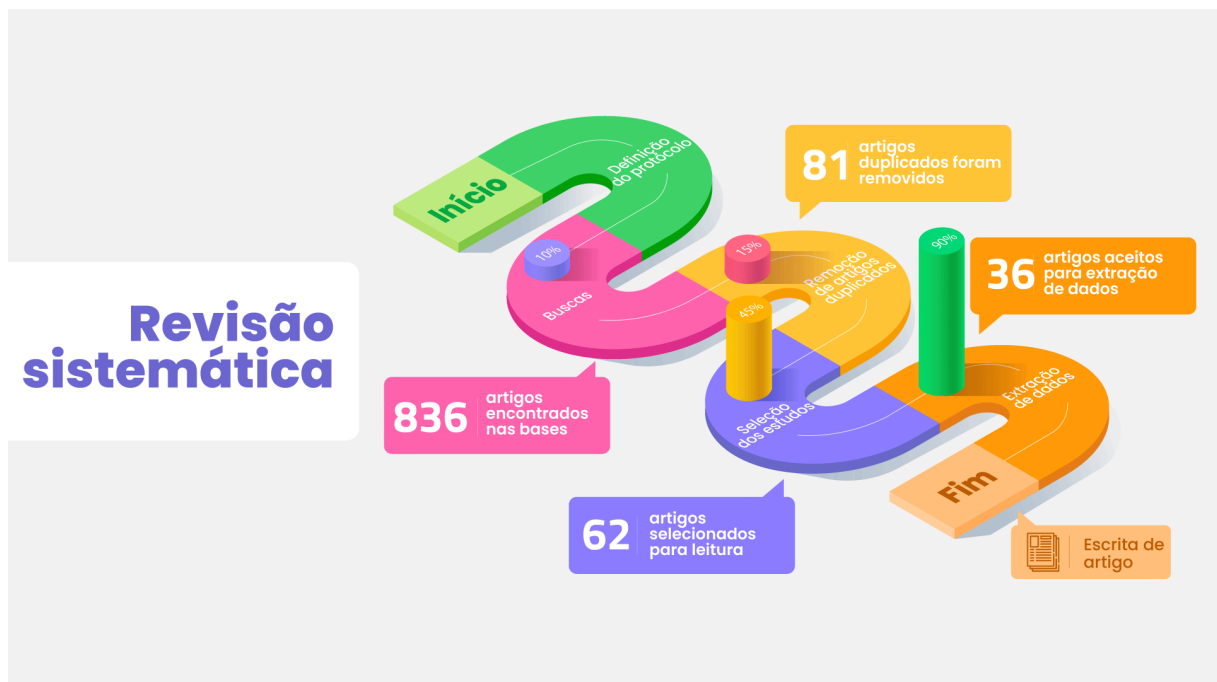 Revisão
sistemática
Início
Definição
do protócolo
10%
Buscas
836
artigos
encontrados
nas bases
15%
Remoção
de artigos
duplicados
81
artigos
duplicados foram
removidos
45%
Seleção
dos estudos
62
artigos
selecionados
para leitura
90%
Extração
de dados
36
artigos aceitos
para extração
de dados
Fim
Escrita de
artigo